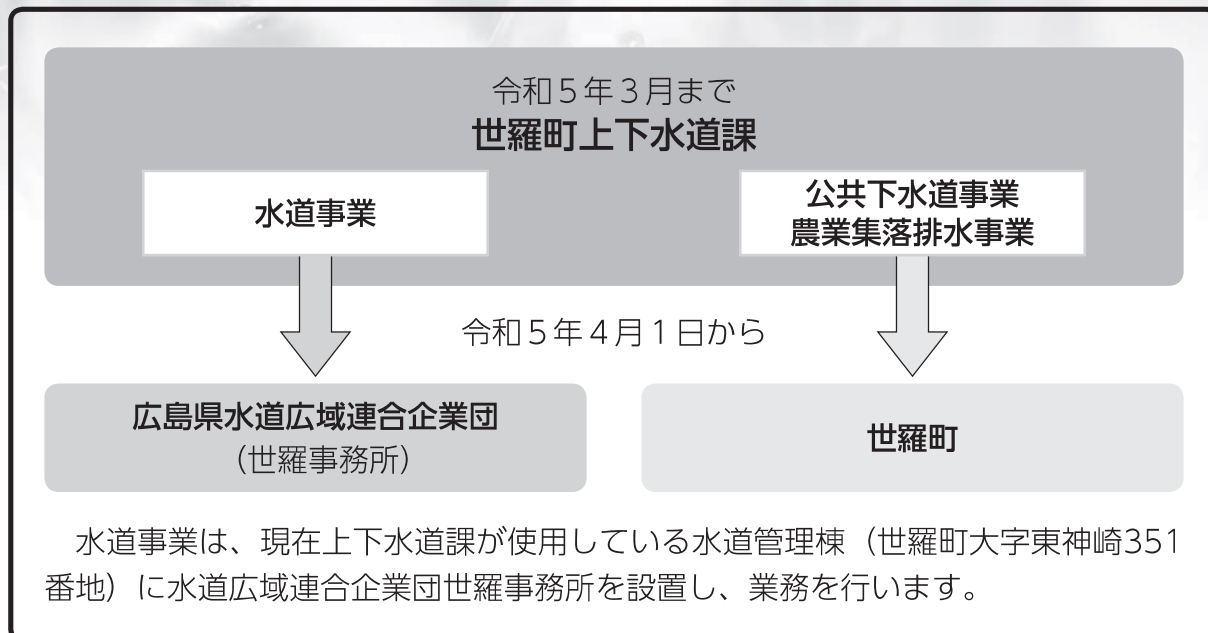 令和5年3月まで
世羅町上下水道課
水道事業
公共下水道事業
農業集落排水事業
令和5年4月1日から
広島県水道広域連合企業団
(世羅事務所)
世羅町
水道事業は、現在上下水道課が使用している水道管理棟（世羅町大字東神崎351
番地）に水道広域連合企業団世羅事務所を設置し、業務を行います。